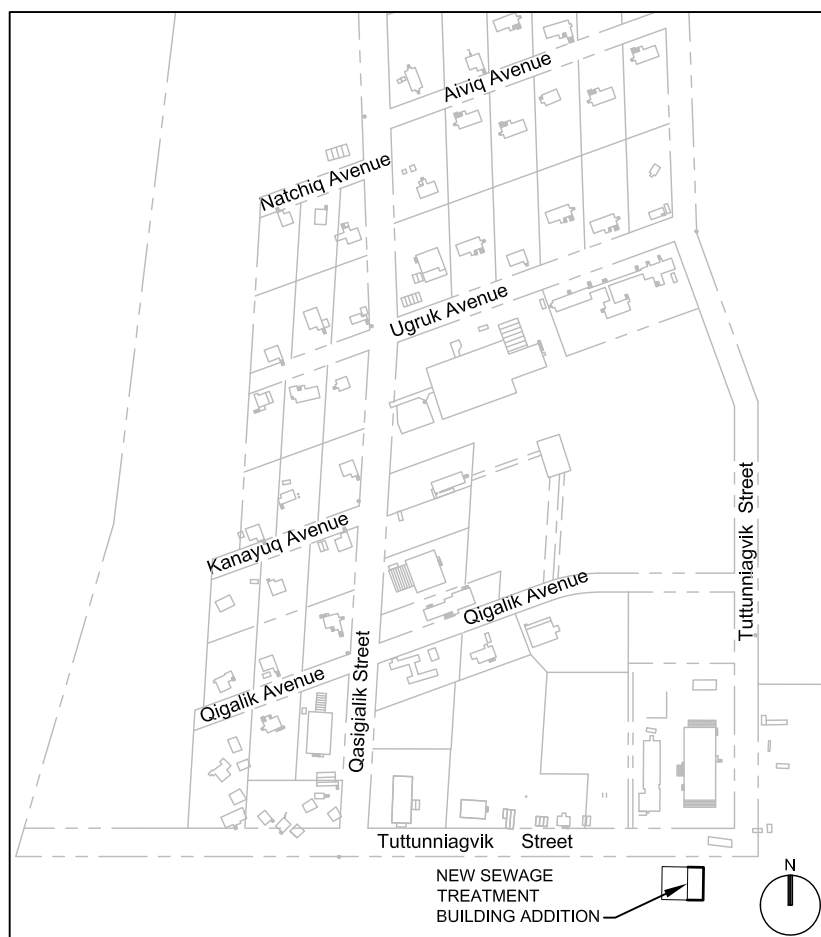 Aiviq Avenue
Natchiq Avenue
Ugruk Avenue
Tuttunniagvik Street
Kanayuq Avenue
Qigalik Avenue
Qasigialik Street
Qigalik Avenue
Tuttunniagvik Street
NEW SEWAGE
TREATMENT
BUILDING ADDITION
N